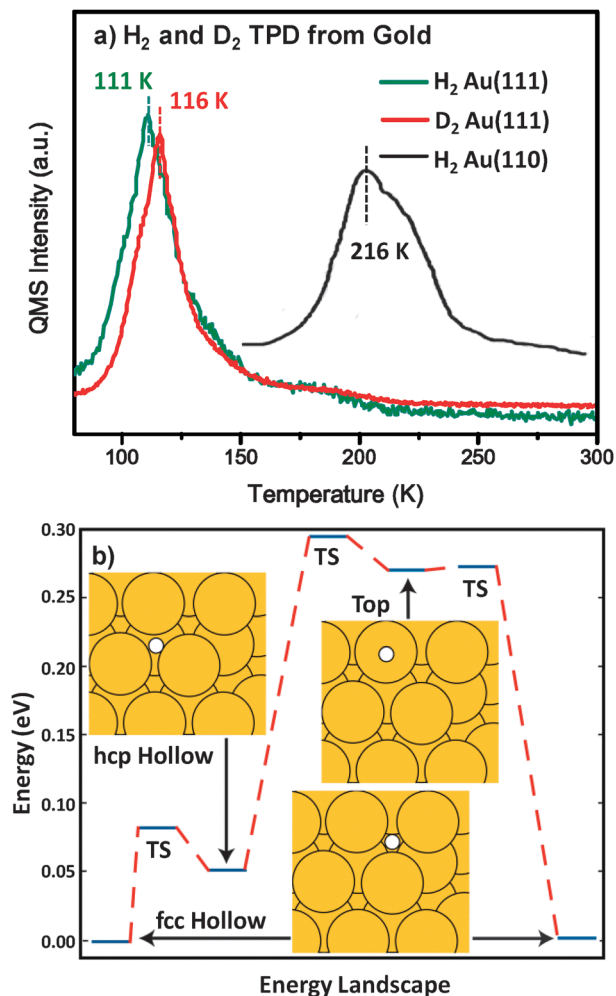 a) H₂ and D₂ TPD from Gold
111 K
116 K
H₂ Au(111)
D₂ Au(111)
H₂ Au(110)
216 K
QMS Intensity (a.u.)
100 150 200 250 300
Temperature (K)
b)
0.30
0.25
0.20
0.15
0.10
0.05
0.00
Energy (eV)
TS
TS
Top
hcp Hollow
TS
fcc Hollow
Energy Landscape